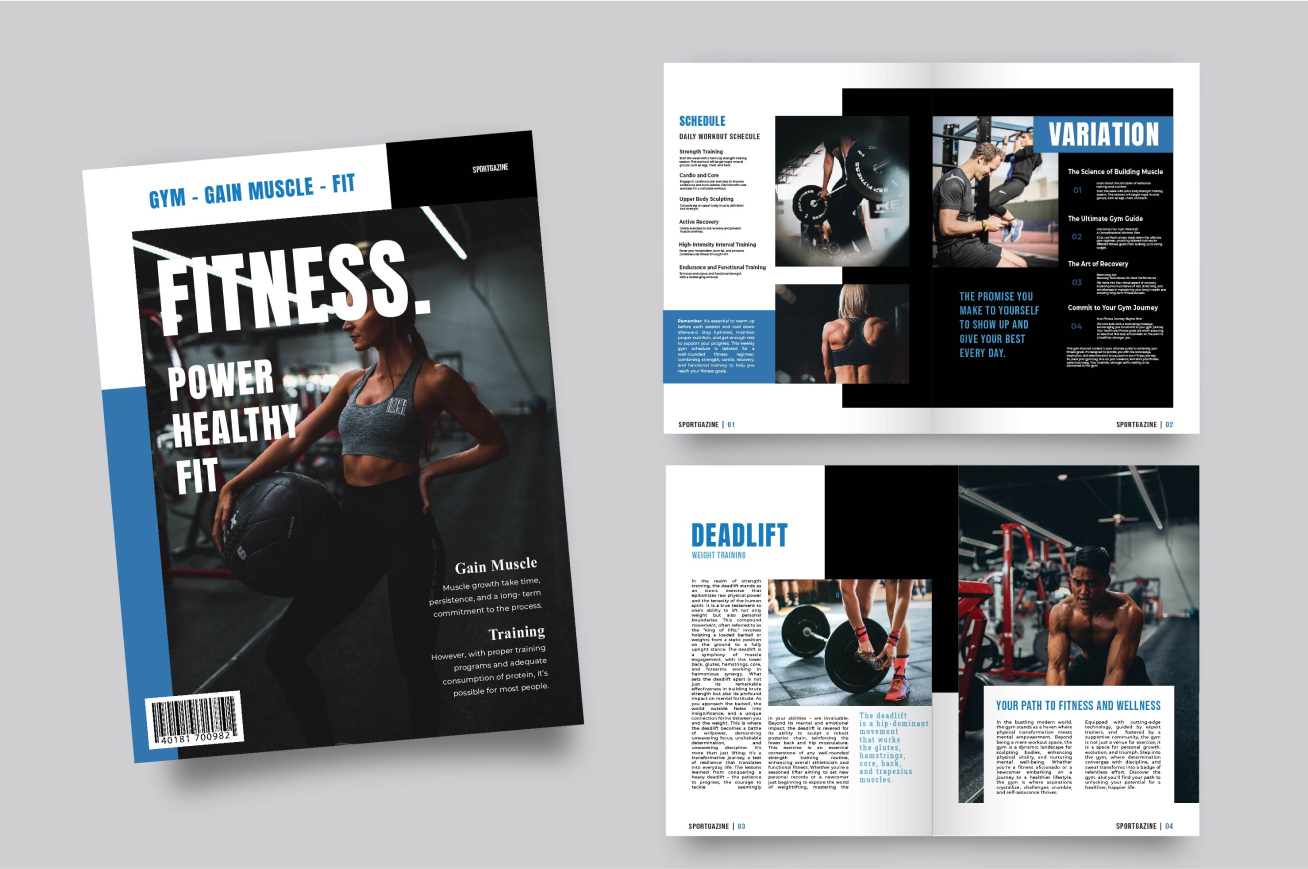 GYM - GAIN MUSCLE - FIT
SPORTGAZINE
FITNESS.
POWER
HEALTHY
FIT
Gain Muscle
Muscle growth take time,
persistence, and a long- term
commitment to the process.
Training
However, with proper training
programs and adequate
consumption of protein, it's
possible for most people.
40181 700982
SCHEDULE
DAILY WORKOUT SCHECULE
Strength Training
Cardio and Core
Upper Body Sculpting
Active Recovery
High-Intensity Interval Training
Endurance and Functional Training
Remember: It's essential to warm up
before each session and cool down
afterward. Stay hydrated, maintain
proper nutrition, and get enough rest
to support your progress. This weekly
gym schedule is tailored for a
well-rounded fitness regimen,
combining strength, cardio, recovery,
and functional training to help you
reach your fitness goals.
SPORTGAZINE | 01
VARIATION
The Science of Building Muscle
01
The Ultimate Gym Guide
02
The Art of Recovery
03
Commit to Your Gym Journey
04
THE PROMISE YOU
MAKE TO YOURSELF
TO SHOW UP AND
GIVE YOUR BEST
EVERY DAY.
SPORTGAZINE | 02
DEADLIFT
WEIGHT TRAINING
In the realm of strength
training, the deadlift stands as
an iconic exercise that
epitomizes raw physical power
and the tenacity of the human
spirit. It is a true testament to
one's ability to lift not only
weight but also personal
boundaries. This compound
movement, often referred to as
the "king of lifts," involves
hoisting a loaded barbell or
weights from a static position
on the ground to a fully
upright stance. The deadlift is
a symphony of muscle
engagement, with the lower
back, glutes, hamstrings, core,
and forearms working in
harmonious synergy. What
sets the deadlift apart is not
just its remarkable
effectiveness in building brute
strength but also its profound
impact on mental fortitude. As
you approach the barbell, the
world outside fades into
insignificance, and a unique
connection forms between you
and the weight. This is where
the deadlift becomes a battle
of willpower, demanding
unwavering focus, unshakable
determination, and
unwavering discipline. It's
more than just lifting; it's a
transformative journey, a test
of resilience that translates
into everyday life. The lessons
learned from conquering a
heavy deadlift – the patience
to progress, the courage to
tackle seemingly
in your abilities – are invaluable.
Beyond its mental and emotional
impact, the deadlift is revered for
its ability to sculpt a robust
posterior chain, reinforcing the
lower back and hip musculature.
This exercise is an essential
cornerstone of any well-rounded
strength training routine,
enhancing overall athleticism and
functional fitness. Whether you're a
seasoned lifter aiming to set new
personal records or a newcomer
just beginning to explore the world
of weightlifting, mastering the
The deadlift
is a hip-dominant
movement
that works
the glutes,
hamstrings,
core, back,
and trapezius
muscles.
SPORTGAZINE | 03
YOUR PATH TO FITNESS AND WELLNESS
In the bustling modern world,
the gym stands as a haven where
physical transformation meets
mental empowerment. Beyond
being a mere workout space, the
gym is a dynamic landscape for
sculpting bodies, enhancing
physical vitality, and nurturing
mental well-being. Whether
you're a fitness aficionado or a
newcomer embarking on a
journey to a healthier lifestyle,
the gym is where aspirations
crystallize, challenges crumble,
and self-assurance thrives.
Equipped with cutting-edge
technology, guided by expert
trainers, and fostered by a
supportive community, the gym
is not just a venue for exercise; it
is a space for personal growth,
evolution, and triumph. Step into
the gym, where determination
converges with discipline, and
sweat transforms into a badge of
relentless effort. Discover the
gym, and you'll find your path to
unlocking your potential for a
healthier, happier life.
SPORTGAZINE | 04